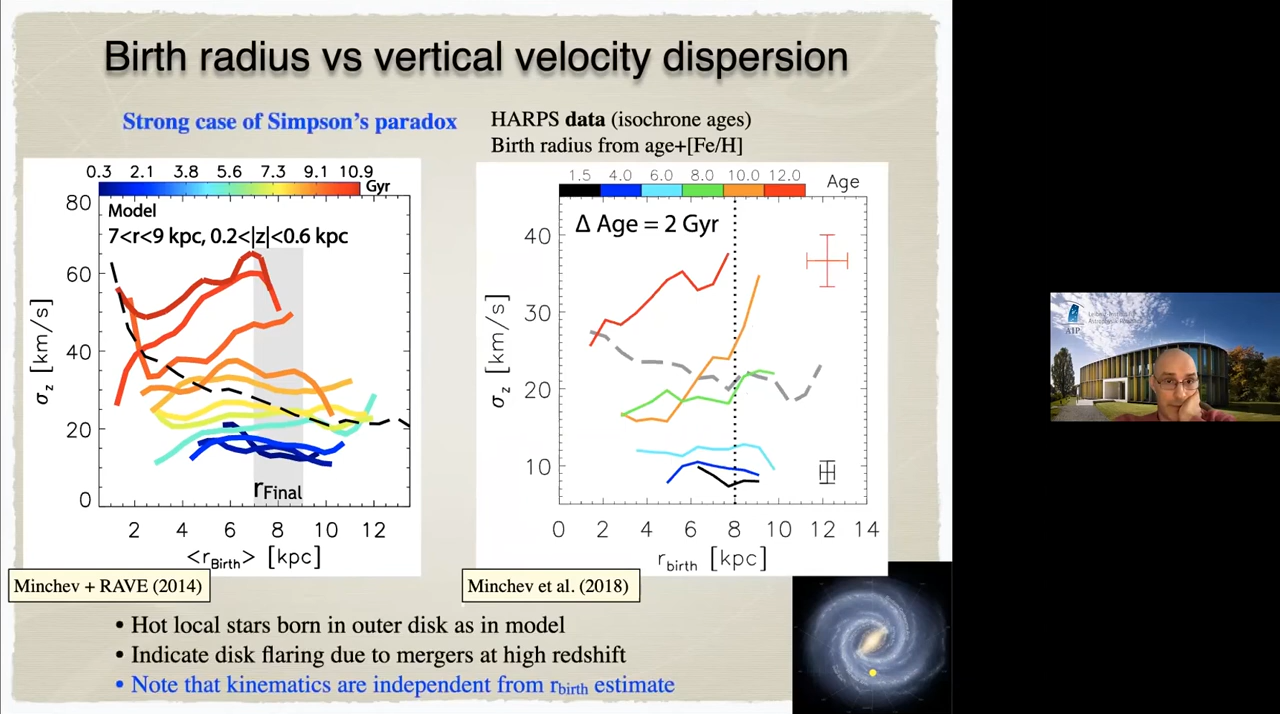 Birth radius vs vertical velocity dispersion
Strong case of Simpson's paradox
HARPS data (isochrone ages)
Birth radius from age+[Fe/H]
0.3 2.1 3.8 5.6 7.3 9.1 10.9
Gyr
Model
7<r<9 kpc, 0.2<|z|<0.6 kpc
80
60
40
20
0
σz [km/s]
rFinal
2 4 6 8 10 12
<rBirth> [kpc]
Minchev + RAVE (2014)
1.5 4.0 6.0 8.0 10.0 12.0
Age
Δ Age = 2 Gyr
40
30
20
10
σz [km/s]
0 2 4 6 8 10 12 14
rbirth [kpc]
Minchev et al. (2018)
• Hot local stars born in outer disk as in model
• Indicate disk flaring due to mergers at high redshift
• Note that kinematics are independent from rbirth estimate
AIP